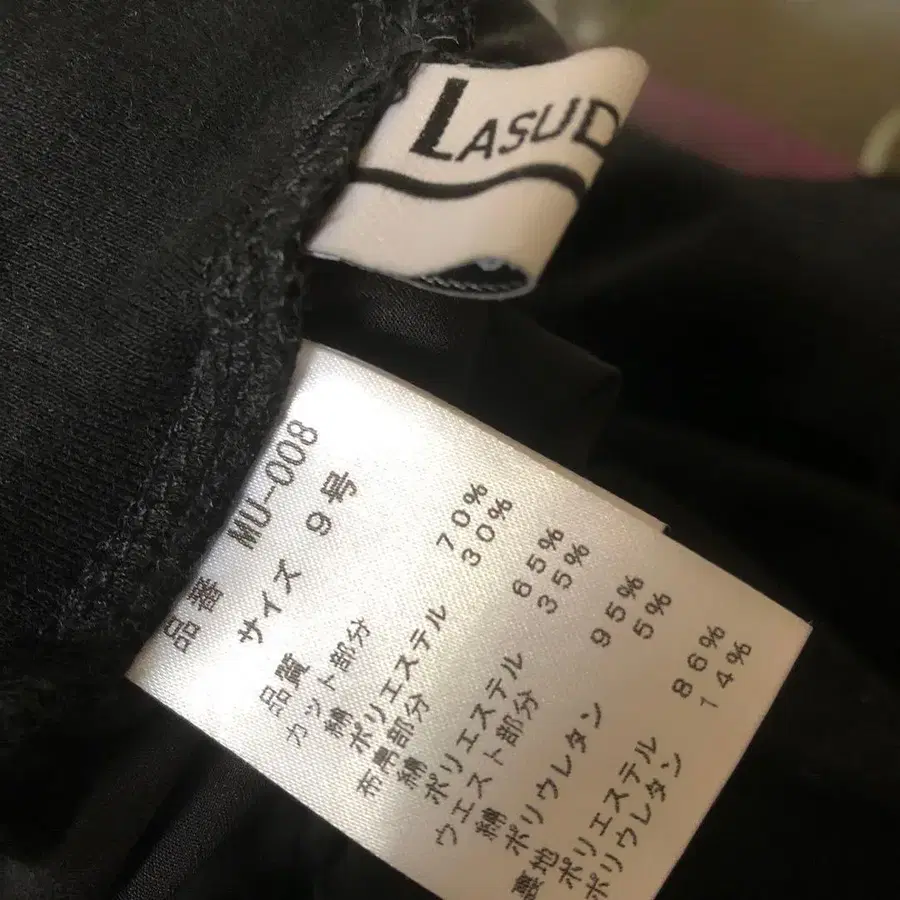 LASUD
品番 MU-008
サイズ 9号
品質
カット部分
綿 70%
ポリエステル 30%
布帛部分
綿 65%
ポリエステル 35%
ウエスト部分
綿 95%
ポリウレタン 5%
裏地 ポリエステル 86%
ポリウレタン 14%